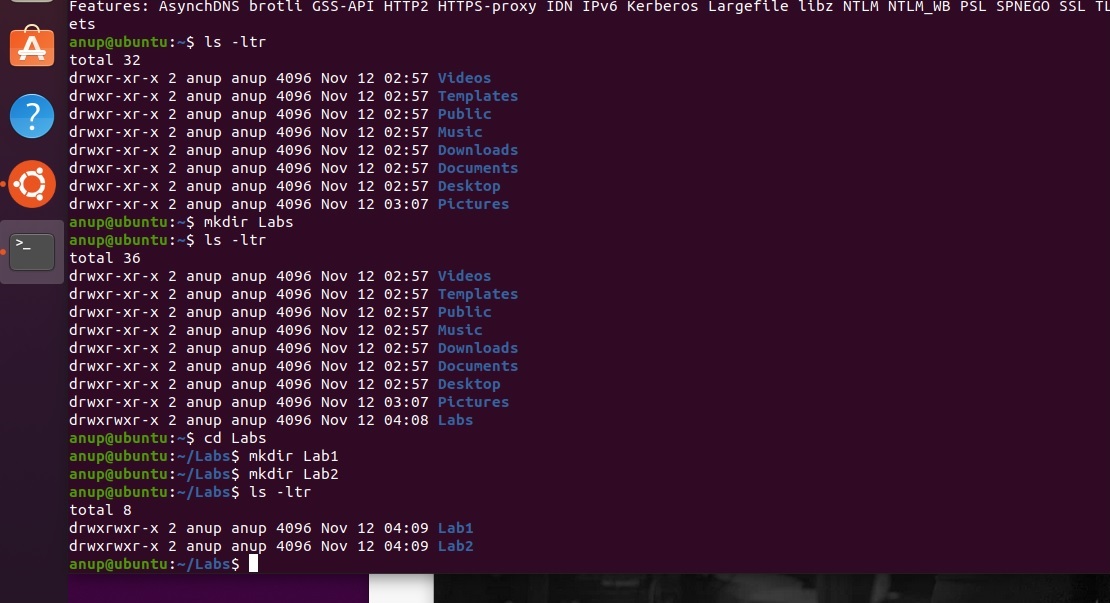 Features: AsynchDNS brotli GSS-API HTTP2 HTTPS-proxy IDN IPv6 Kerberos Largefile libz NTLM NTLM_WB PSL SPNEGO SSL TL
ets
anup@ubuntu:~$ ls -ltr
total 32
drwxr-xr-x 2 anup anup 4096 Nov 12 02:57 Videos
drwxr-xr-x 2 anup anup 4096 Nov 12 02:57 Templates
drwxr-xr-x 2 anup anup 4096 Nov 12 02:57 Public
drwxr-xr-x 2 anup anup 4096 Nov 12 02:57 Music
drwxr-xr-x 2 anup anup 4096 Nov 12 02:57 Downloads
drwxr-xr-x 2 anup anup 4096 Nov 12 02:57 Documents
drwxr-xr-x 2 anup anup 4096 Nov 12 02:57 Desktop
drwxr-xr-x 2 anup anup 4096 Nov 12 03:07 Pictures
anup@ubuntu:~$ mkdir Labs
anup@ubuntu:~$ ls -ltr
total 36
drwxr-xr-x 2 anup anup 4096 Nov 12 02:57 Videos
drwxr-xr-x 2 anup anup 4096 Nov 12 02:57 Templates
drwxr-xr-x 2 anup anup 4096 Nov 12 02:57 Public
drwxr-xr-x 2 anup anup 4096 Nov 12 02:57 Music
drwxr-xr-x 2 anup anup 4096 Nov 12 02:57 Downloads
drwxr-xr-x 2 anup anup 4096 Nov 12 02:57 Documents
drwxr-xr-x 2 anup anup 4096 Nov 12 02:57 Desktop
drwxr-xr-x 2 anup anup 4096 Nov 12 03:07 Pictures
drwxrwxr-x 2 anup anup 4096 Nov 12 04:08 Labs
anup@ubuntu:~$ cd Labs
anup@ubuntu:~/Labs$ mkdir Lab1
anup@ubuntu:~/Labs$ mkdir Lab2
anup@ubuntu:~/Labs$ ls -ltr
total 8
drwxrwxr-x 2 anup anup 4096 Nov 12 04:09 Lab1
drwxrwxr-x 2 anup anup 4096 Nov 12 04:09 Lab2
anup@ubuntu:~/Labs$